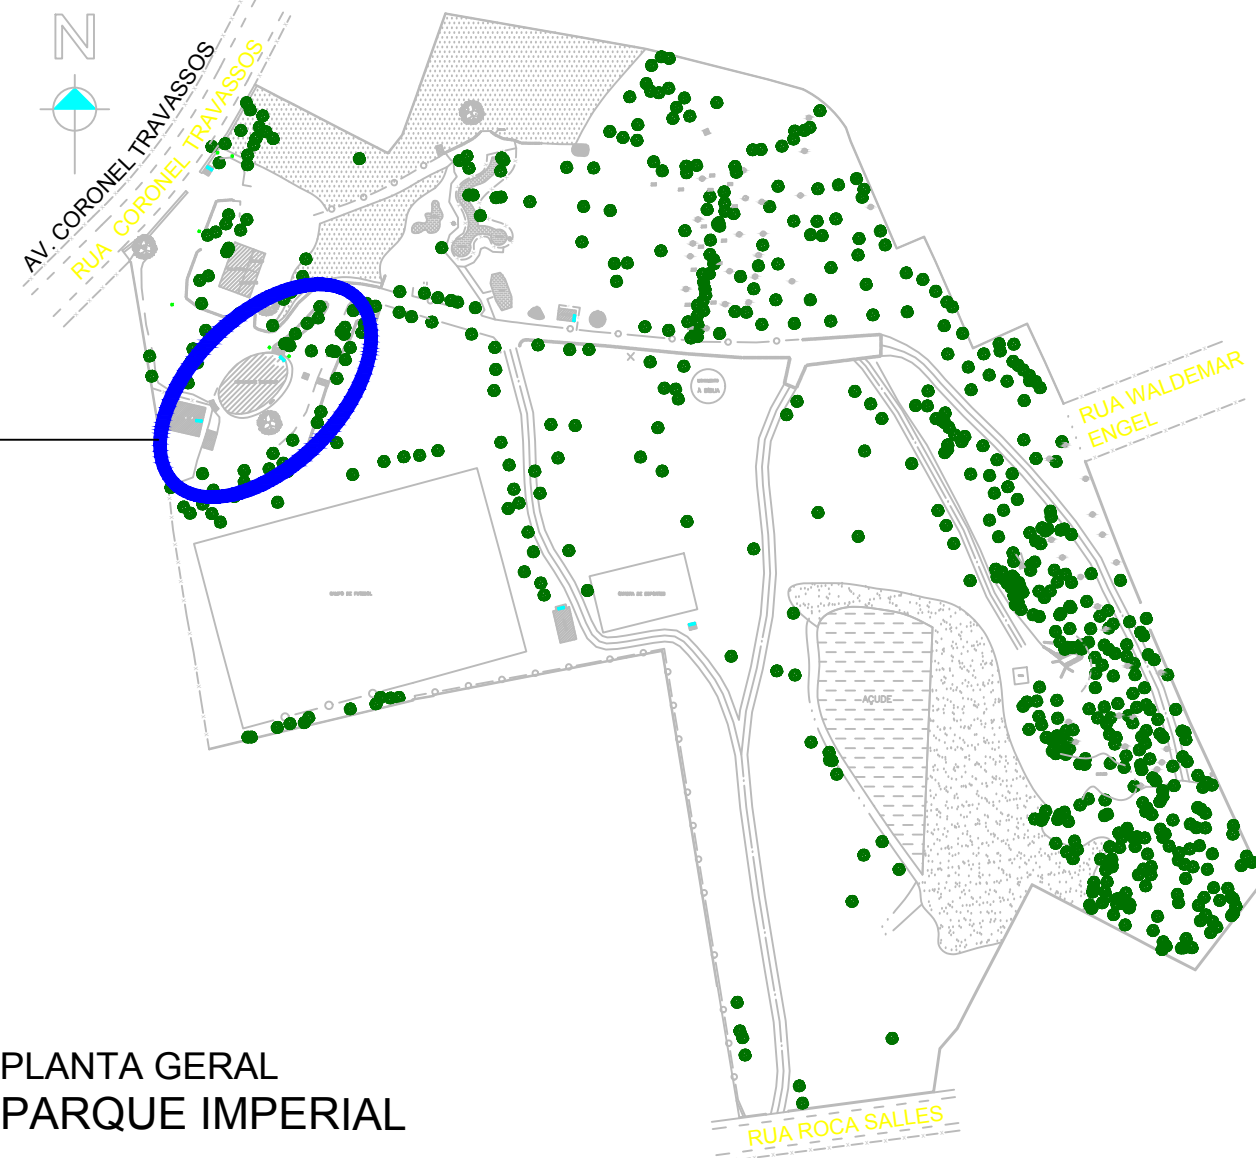 N
AV. CORONEL TRAVASSOS
RUA CORONEL TRAVASSOS
RUA WALDEMAR
ENGEL
AÇUDE
PLANTA GERAL
PARQUE IMPERIAL
RUA ROCA SALLES